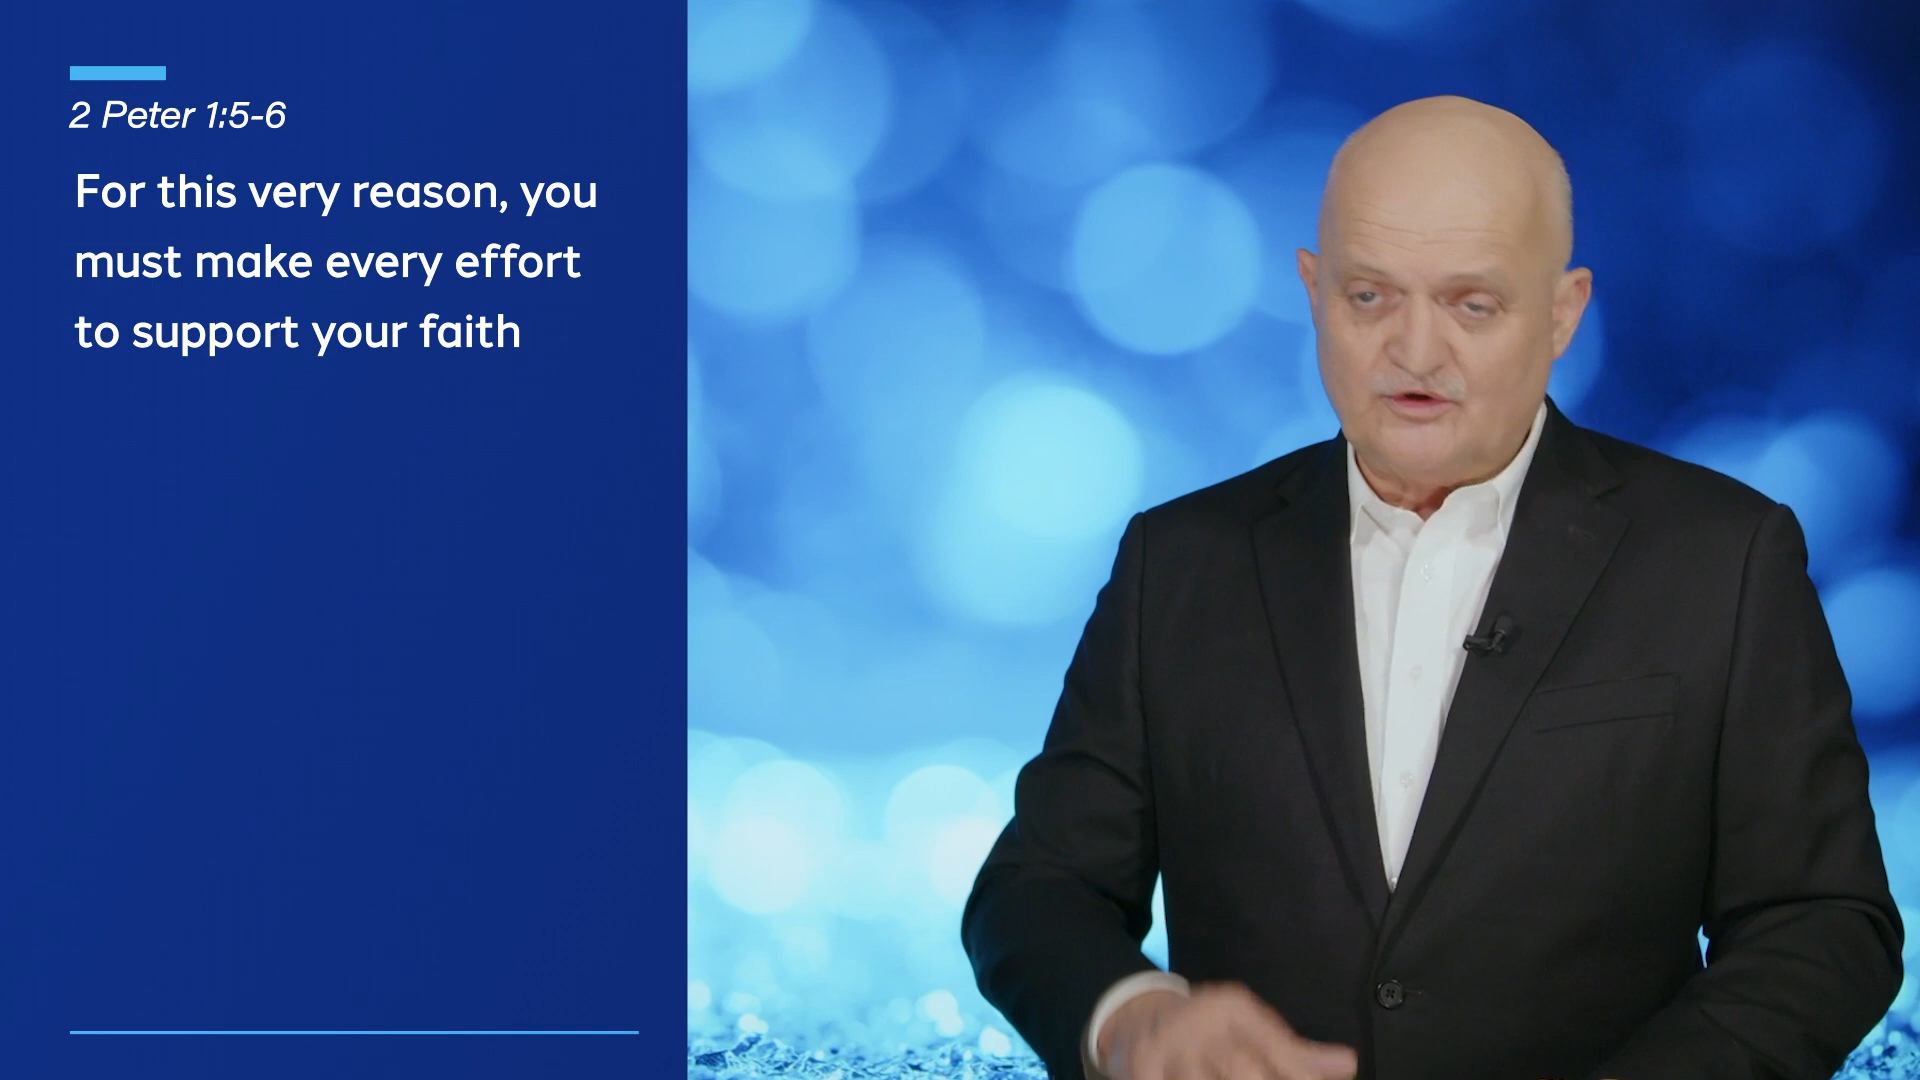 2 Peter 1:5-6
For this very reason, you
must make every effort
to support your faith